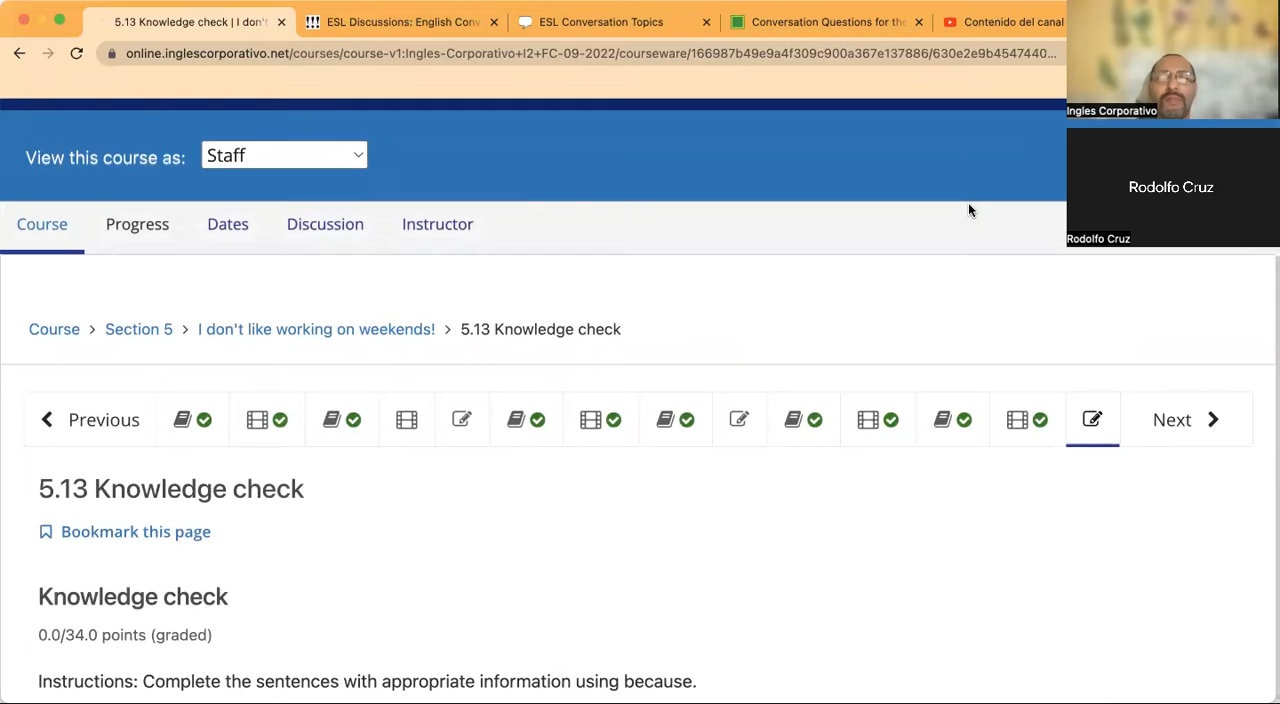 5.13 Knowledge check | I don't
ESL Discussions: English Conv
ESL Conversation Topics
Conversation Questions for the
Contenido del canal
online.inglescorporativo.net/courses/course-v1:Ingles-Corporativo+I2+FC-09-2022/courseware/166987b49e9a4f309c900a367e137886/630e2e9b4547440...
Ingles Corporativo
View this course as:
Staff
Rodolfo Cruz
Rodolfo Cruz
Course
Progress
Dates
Discussion
Instructor
Course > Section 5 > I don't like working on weekends! > 5.13 Knowledge check
Previous
Next
5.13 Knowledge check
Bookmark this page
Knowledge check
0.0/34.0 points (graded)
Instructions: Complete the sentences with appropriate information using because.